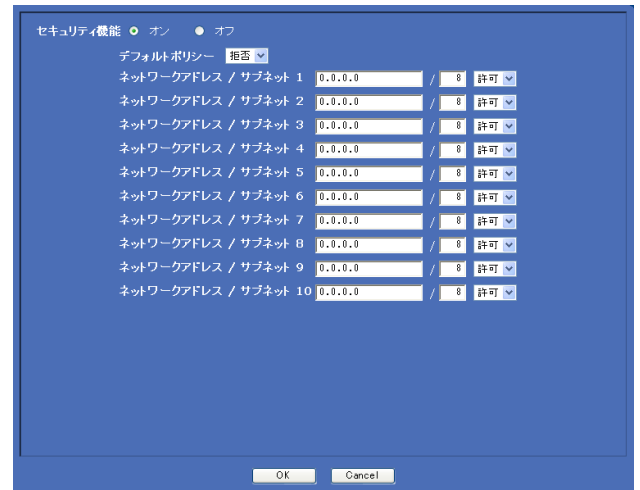 セキュリティ機能 オン オフ
デフォルトポリシー 拒否
ネットワークアドレス / サブネット 1 0.0.0.0 / 8 許可
ネットワークアドレス / サブネット 2 0.0.0.0 / 8 許可
ネットワークアドレス / サブネット 3 0.0.0.0 / 8 許可
ネットワークアドレス / サブネット 4 0.0.0.0 / 8 許可
ネットワークアドレス / サブネット 5 0.0.0.0 / 8 許可
ネットワークアドレス / サブネット 6 0.0.0.0 / 8 許可
ネットワークアドレス / サブネット 7 0.0.0.0 / 8 許可
ネットワークアドレス / サブネット 8 0.0.0.0 / 8 許可
ネットワークアドレス / サブネット 9 0.0.0.0 / 8 許可
ネットワークアドレス / サブネット 10 0.0.0.0 / 8 許可
OK Cancel